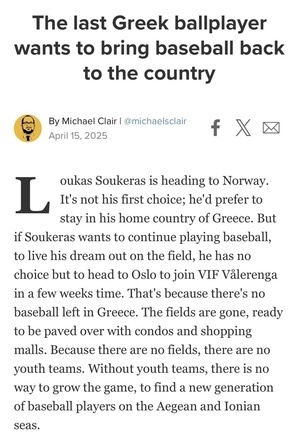 The last Greek ballplayer
wants to bring baseball back
to the country
By Michael Clair | @michaelsclair
April 15, 2025
Loukas Soukeras is heading to Norway.
It's not his first choice; he'd prefer to
stay in his home country of Greece. But
if Soukeras wants to continue playing baseball,
to live his dream out on the field, he has no
choice but to head to Oslo to join VIF Vålerenga
in a few weeks time. That's because there's no
baseball left in Greece. The fields are gone, ready
to be paved over with condos and shopping
malls. Because there are no fields, there are no
youth teams. Without youth teams, there is no
way to grow the game, to find a new generation
of baseball players on the Aegean and Ionian
seas.